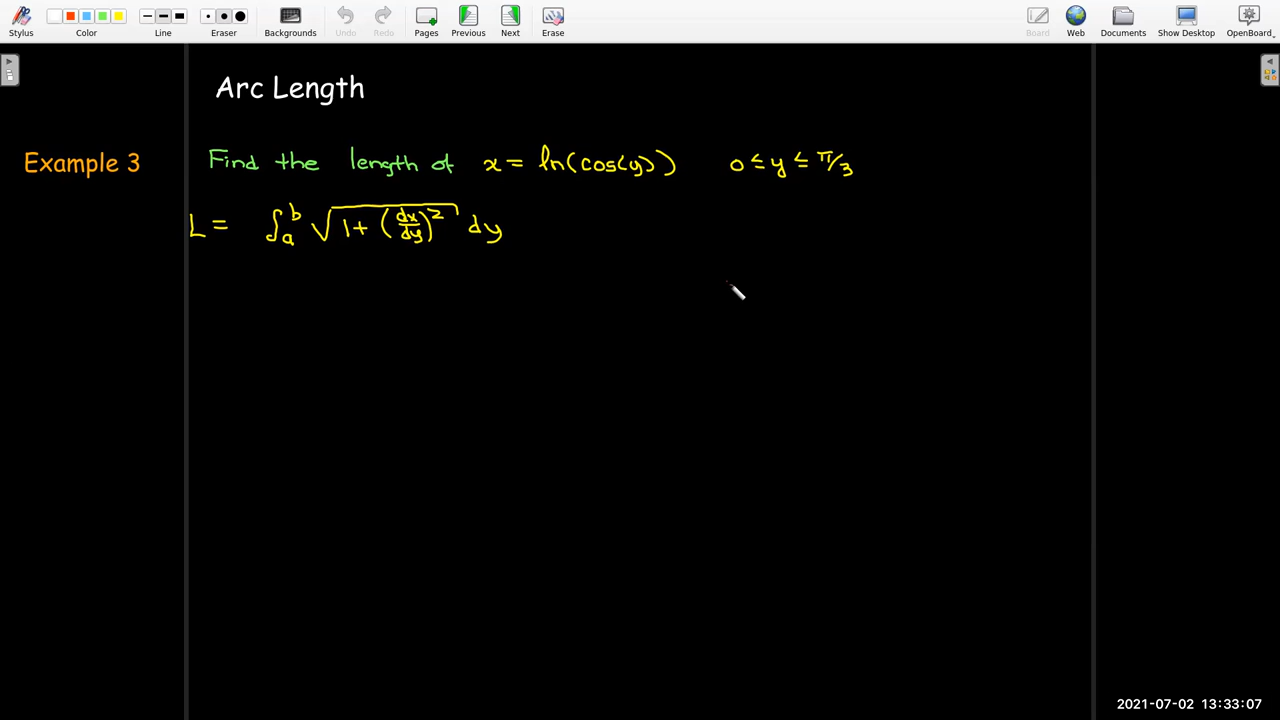 Stylus Color Line Eraser Backgrounds Undo Redo Pages Previous Next Erase Board Web Documents Show Desktop OpenBoard
Arc Length
Example 3 Find the length of x = ln(cos(y)) 0 ≤ y ≤ π/3
L = ∫_a^b √(1 + (dx/dy)^2) dy
2021-07-02 13:33:07